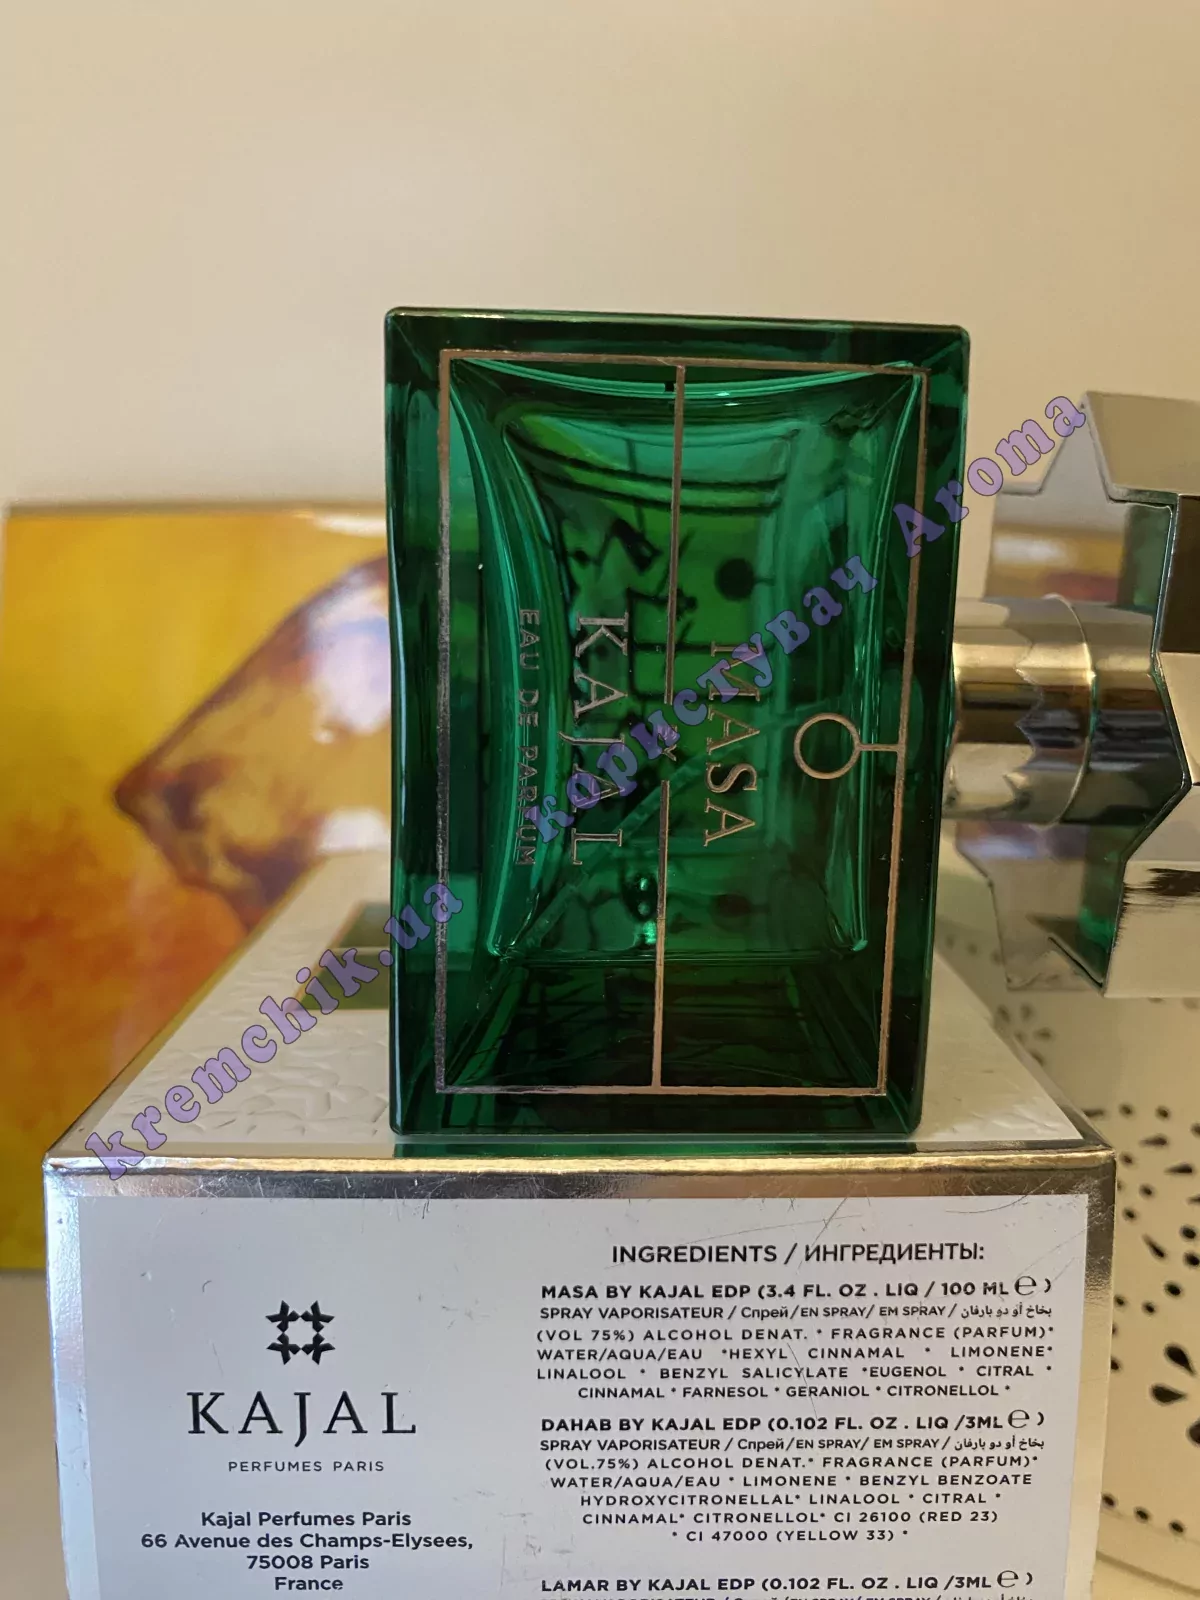 MASA
BY
KAJAL
EAU DE PARFUM
kremchik.ua користувач Aroma
KAJAL
PERFUMES PARIS
Kajal Perfumes Paris
66 Avenue des Champs-Elysees,
75008 Paris
France
INGREDIENTS / ИНГРЕДИЕНТЫ:
MASA BY KAJAL EDP (3.4 FL. OZ . LIQ / 100 ML ℮ )
SPRAY VAPORISATEUR / Спрей/EN SPRAY/ EM SPRAY / بخاخ أو دو بارفان
(VOL 75%) ALCOHOL DENAT. * FRAGRANCE (PARFUM)*
WATER/AQUA/EAU *HEXYL CINNAMAL * LIMONENE*
LINALOOL * BENZYL SALICYLATE *EUGENOL * CITRAL *
CINNAMAL * FARNESOL * GERANIOL * CITRONELLOL *
DAHAB BY KAJAL EDP (0.102 FL. OZ . LIQ /3ML ℮ )
SPRAY VAPORISATEUR / Спрей/EN SPRAY/ EM SPRAY / بخاخ أو دو بارفان
(VOL.75%) ALCOHOL DENAT.* FRAGRANCE (PARFUM)*
WATER/AQUA/EAU * LIMONENE * BENZYL BENZOATE
HYDROXYCITRONELLAL* LINALOOL * CITRAL *
CINNAMAL* CITRONELLOL* CI 26100 (RED 23)
* CI 47000 (YELLOW 33) *
LAMAR BY KAJAL EDP (0.102 FL. OZ . LIQ /3ML ℮ )